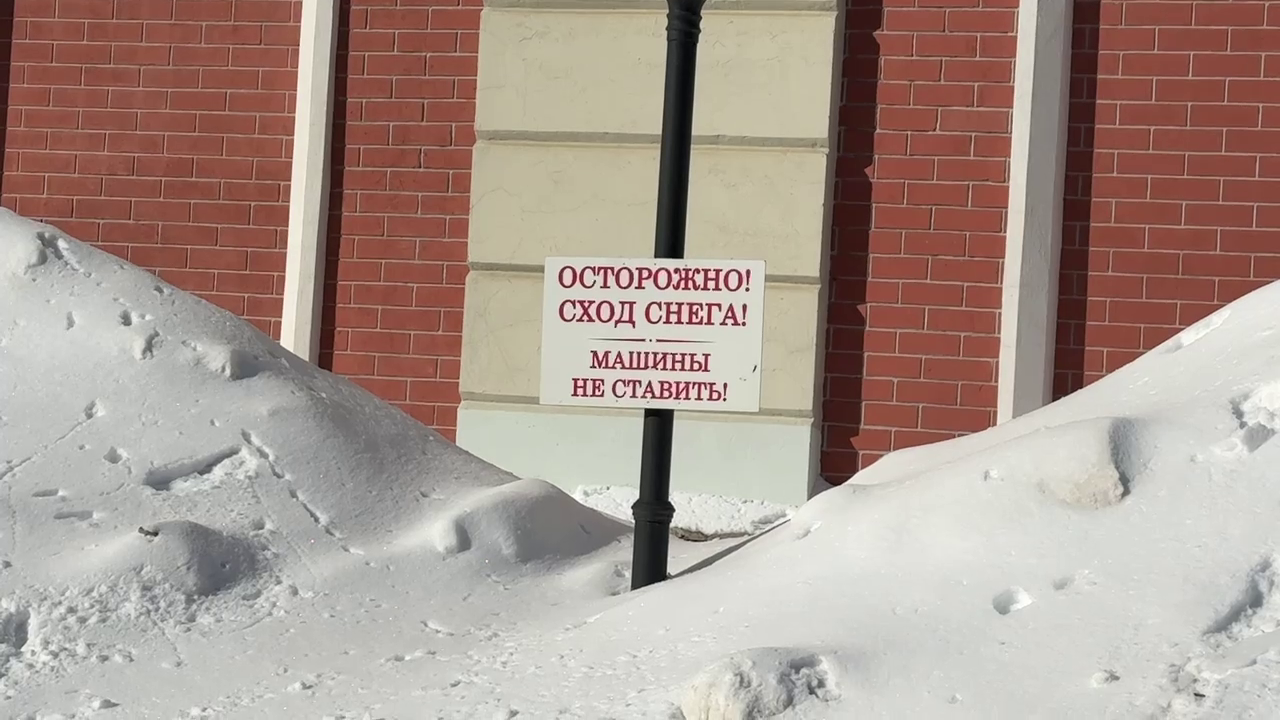 ОСТОРОЖНО!
СХОД СНЕГА!
МАШИНЫ
НЕ СТАВИТЬ!